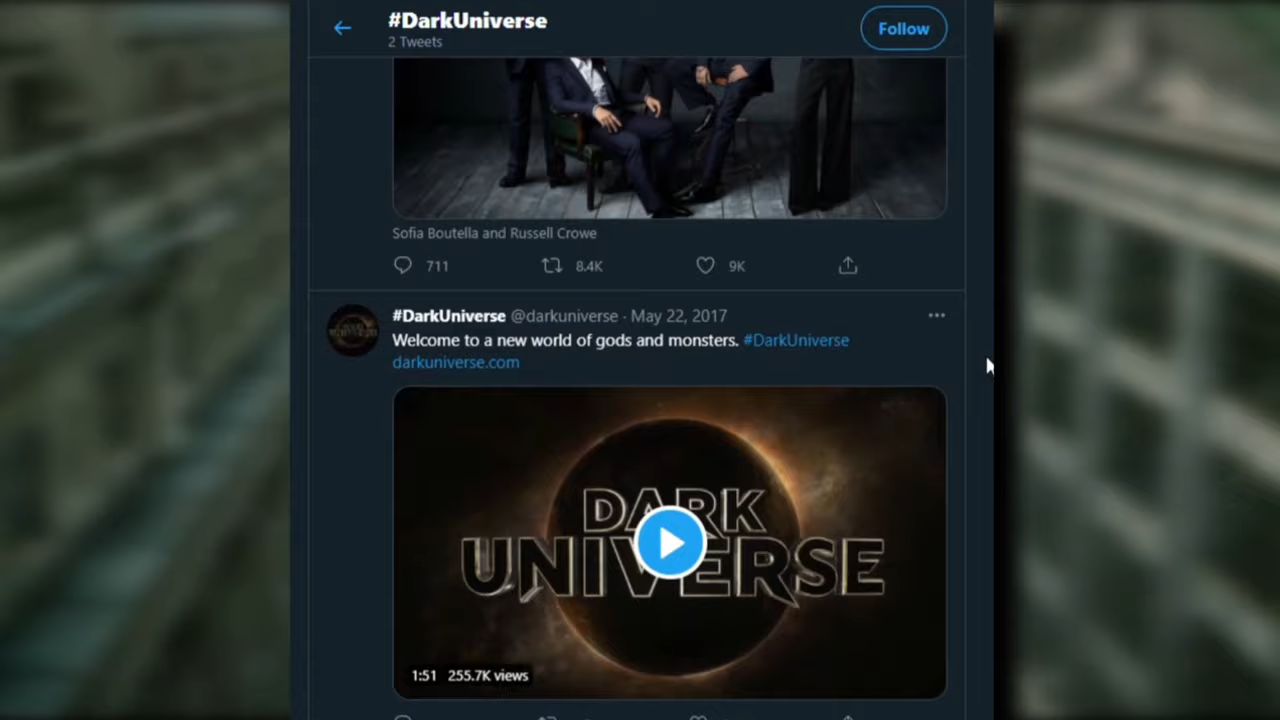 #DarkUniverse
2 Tweets
Follow
Sofia Boutella and Russell Crowe
711 8.4K 9K
#DarkUniverse @darkuniverse · May 22, 2017
Welcome to a new world of gods and monsters. #DarkUniverse
darkuniverse.com
DARK
UNIVERSE
1:51 255.7K views